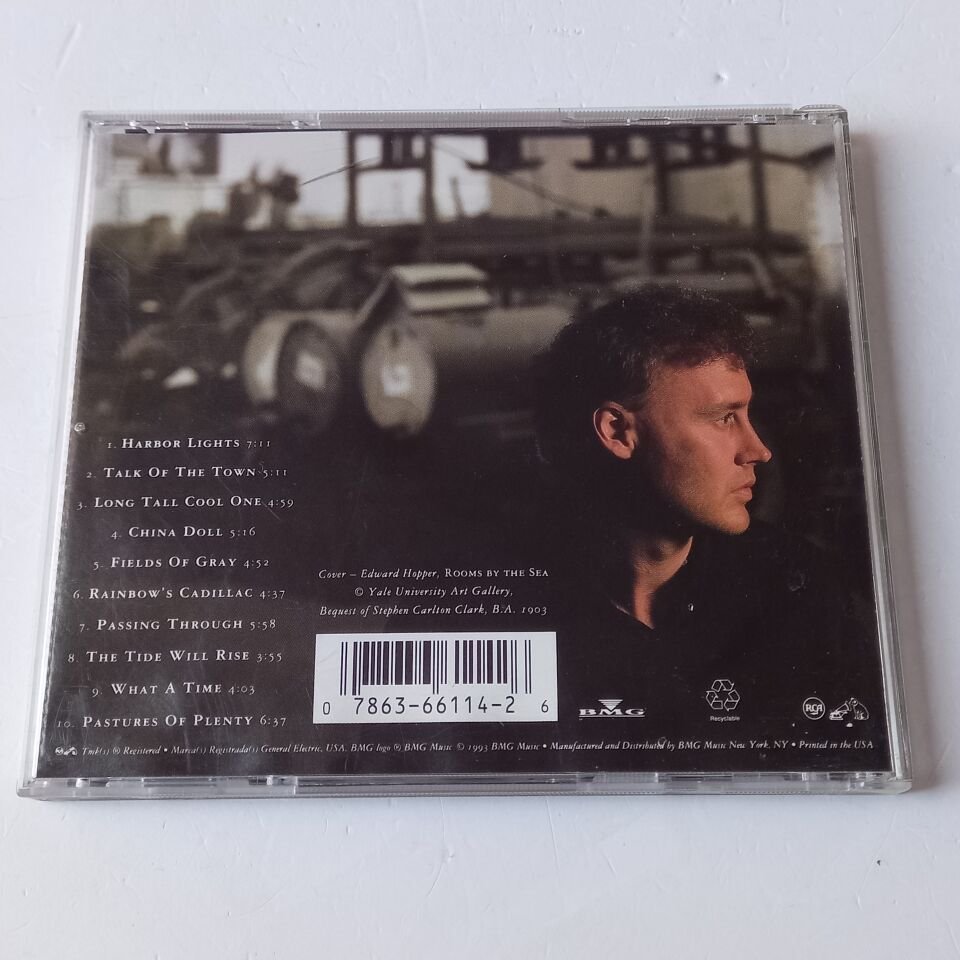 1. HARBOR LIGHTS 7:11
2. TALK OF THE TOWN 5:11
3. LONG TALL COOL ONE 4:59
4. CHINA DOLL 5:16
5. FIELDS OF GRAY 4:52
6. RAINBOW'S CADILLAC 4:37
7. PASSING THROUGH 5:58
8. THE TIDE WILL RISE 3:55
9. WHAT A TIME 4:03
10. PASTURES OF PLENTY 6:37
Cover – Edward Hopper, ROOMS BY THE SEA
© Yale University Art Gallery,
Bequest of Stephen Carlton Clark, B.A. 1903
0 7863-66114-2 6
BMG
Recyclable
RCA
Tmk(s) ® Registered • Marca(s) Registrada(s) General Electric, USA. BMG logo ® BMG Music • © 1993 BMG Music • Manufactured and Distributed by BMG Music New York, NY • Printed in the USA